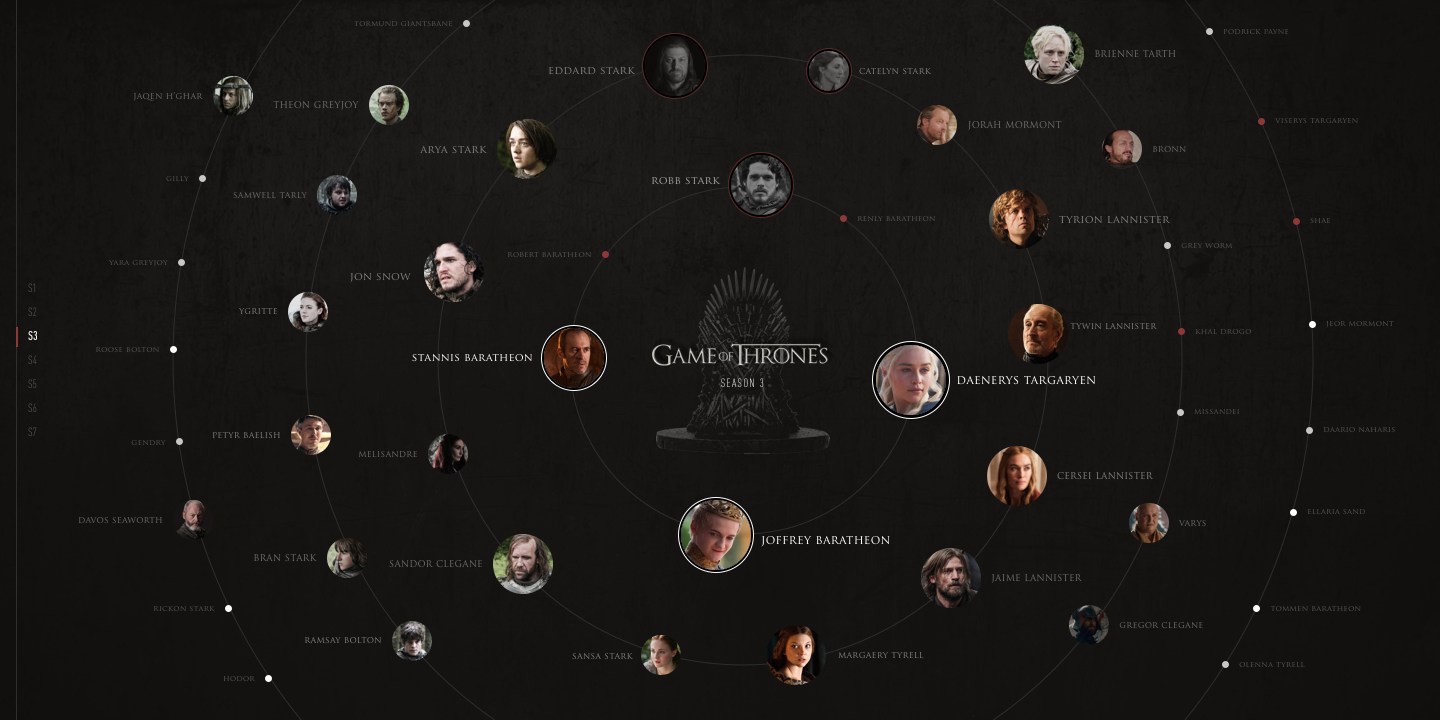 TORMUND GIANTSBANE
PODRICK PAYNE
BRIENNE TARTH
EDDARD STARK
CATELYN STARK
JAQEN H'GHAR
THEON GREYJOY
JORAH MORMONT
VISERYS TARGARYEN
ARYA STARK
BRONN
GILLY
ROBB STARK
SAMWELL TARLY
RENLY BARATHEON
TYRION LANNISTER
SHAE
GREY WORM
ROBERT BARATHEON
YARA GREYJOY
JON SNOW
S1
S2
S3
S4
S5
S6
S7
YGRITTE
JEOR MORMONT
TYWIN LANNISTER
KHAL DROGO
ROOSE BOLTON
STANNIS BARATHEON
GAME OF THRONES
SEASON 3
DAENERYS TARGARYEN
MISSANDEI
DAARIO NAHARIS
PETYR BAELISH
GENDRY
MELISANDRE
CERSEI LANNISTER
ELLARIA SAND
DAVOS SEAWORTH
VARYS
JOFFREY BARATHEON
BRAN STARK
SANDOR CLEGANE
JAIME LANNISTER
RICKON STARK
TOMMEN BARATHEON
GREGOR CLEGANE
RAMSAY BOLTON
SANSA STARK
MARGAERY TYRELL
OLENNA TYRELL
HODOR